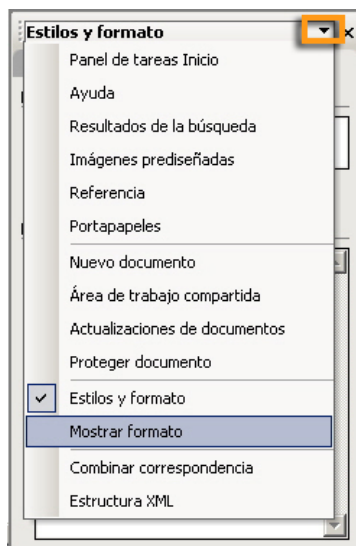 Estilos y formato
Panel de tareas Inicio
Ayuda
Resultados de la búsqueda
Imágenes prediseñadas
Referencia
Portapapeles
Nuevo documento
Área de trabajo compartida
Actualizaciones de documentos
Proteger documento
Estilos y formato
Mostrar formato
Combinar correspondencia
Estructura XML